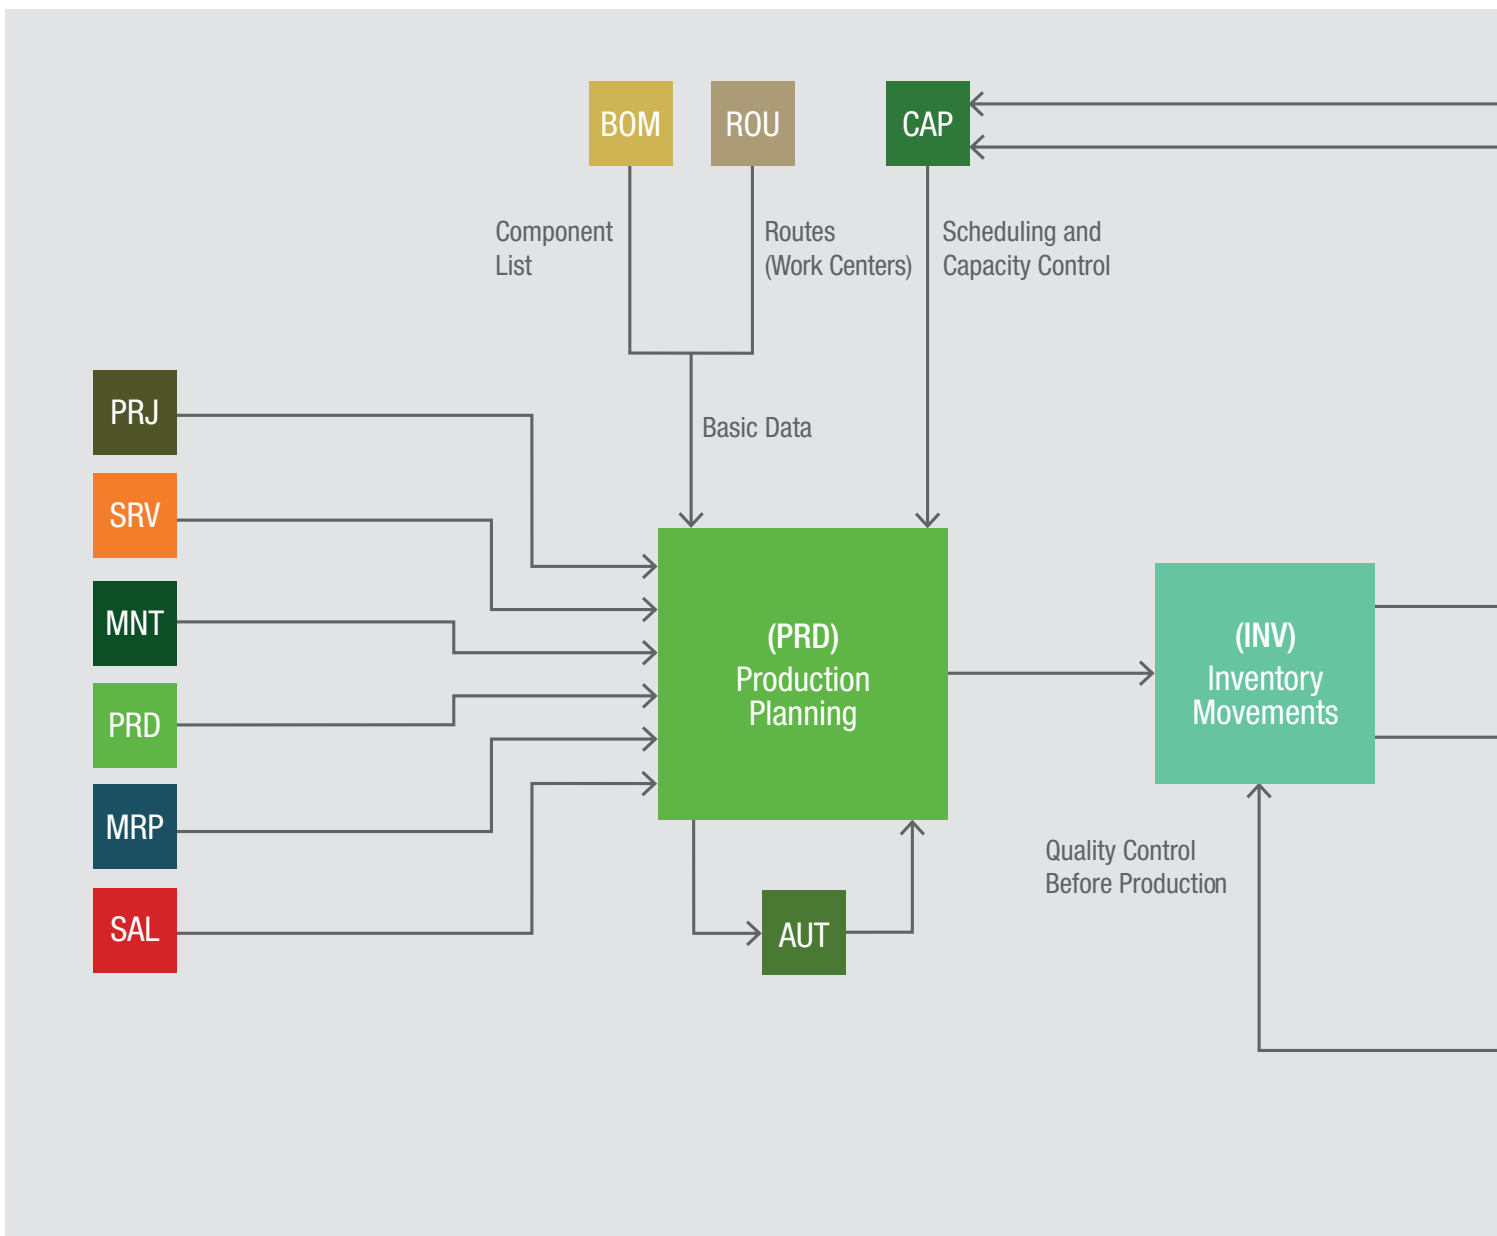 BOM
ROU
CAP
Component
List
Routes
(Work Centers)
Scheduling and
Capacity Control
Basic Data
PRJ
SRV
MNT
PRD
MRP
SAL
(PRD)
Production
Planning
(INV)
Inventory
Movements
AUT
Quality Control
Before Production